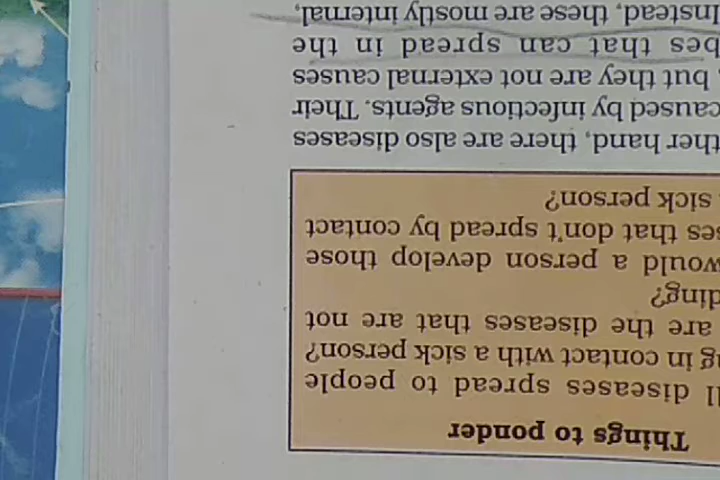 Things to ponder
ll diseases spread to people
g in contact with a sick person?
are the diseases that are not
ding?
would a person develop those
ses that don't spread by contact
sick person?
ther hand, there are also diseases
caused by infectious agents. Their
but they are not external causes
bes that can spread in the
Instead, these are mostly internal,